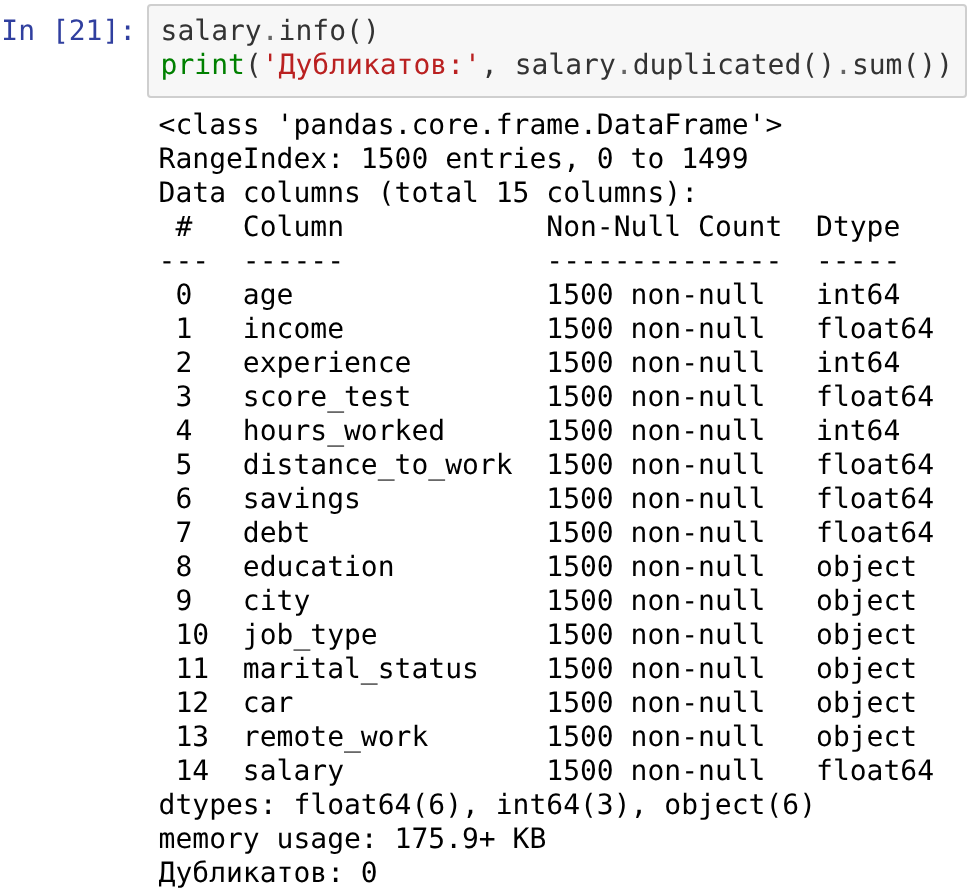 In [21]: salary.info()
print('Дубликатов:', salary.duplicated().sum())
<class 'pandas.core.frame.DataFrame'>
RangeIndex: 1500 entries, 0 to 1499
Data columns (total 15 columns):
 #   Column            Non-Null Count  Dtype
---  ------            --------------  -----
 0   age               1500 non-null   int64
 1   income            1500 non-null   float64
 2   experience        1500 non-null   int64
 3   score_test        1500 non-null   float64
 4   hours_worked      1500 non-null   int64
 5   distance_to_work  1500 non-null   float64
 6   savings           1500 non-null   float64
 7   debt              1500 non-null   float64
 8   education         1500 non-null   object
 9   city              1500 non-null   object
 10  job_type          1500 non-null   object
 11  marital_status    1500 non-null   object
 12  car               1500 non-null   object
 13  remote_work       1500 non-null   object
 14  salary            1500 non-null   float64
dtypes: float64(6), int64(3), object(6)
memory usage: 175.9+ KB
Дубликатов: 0